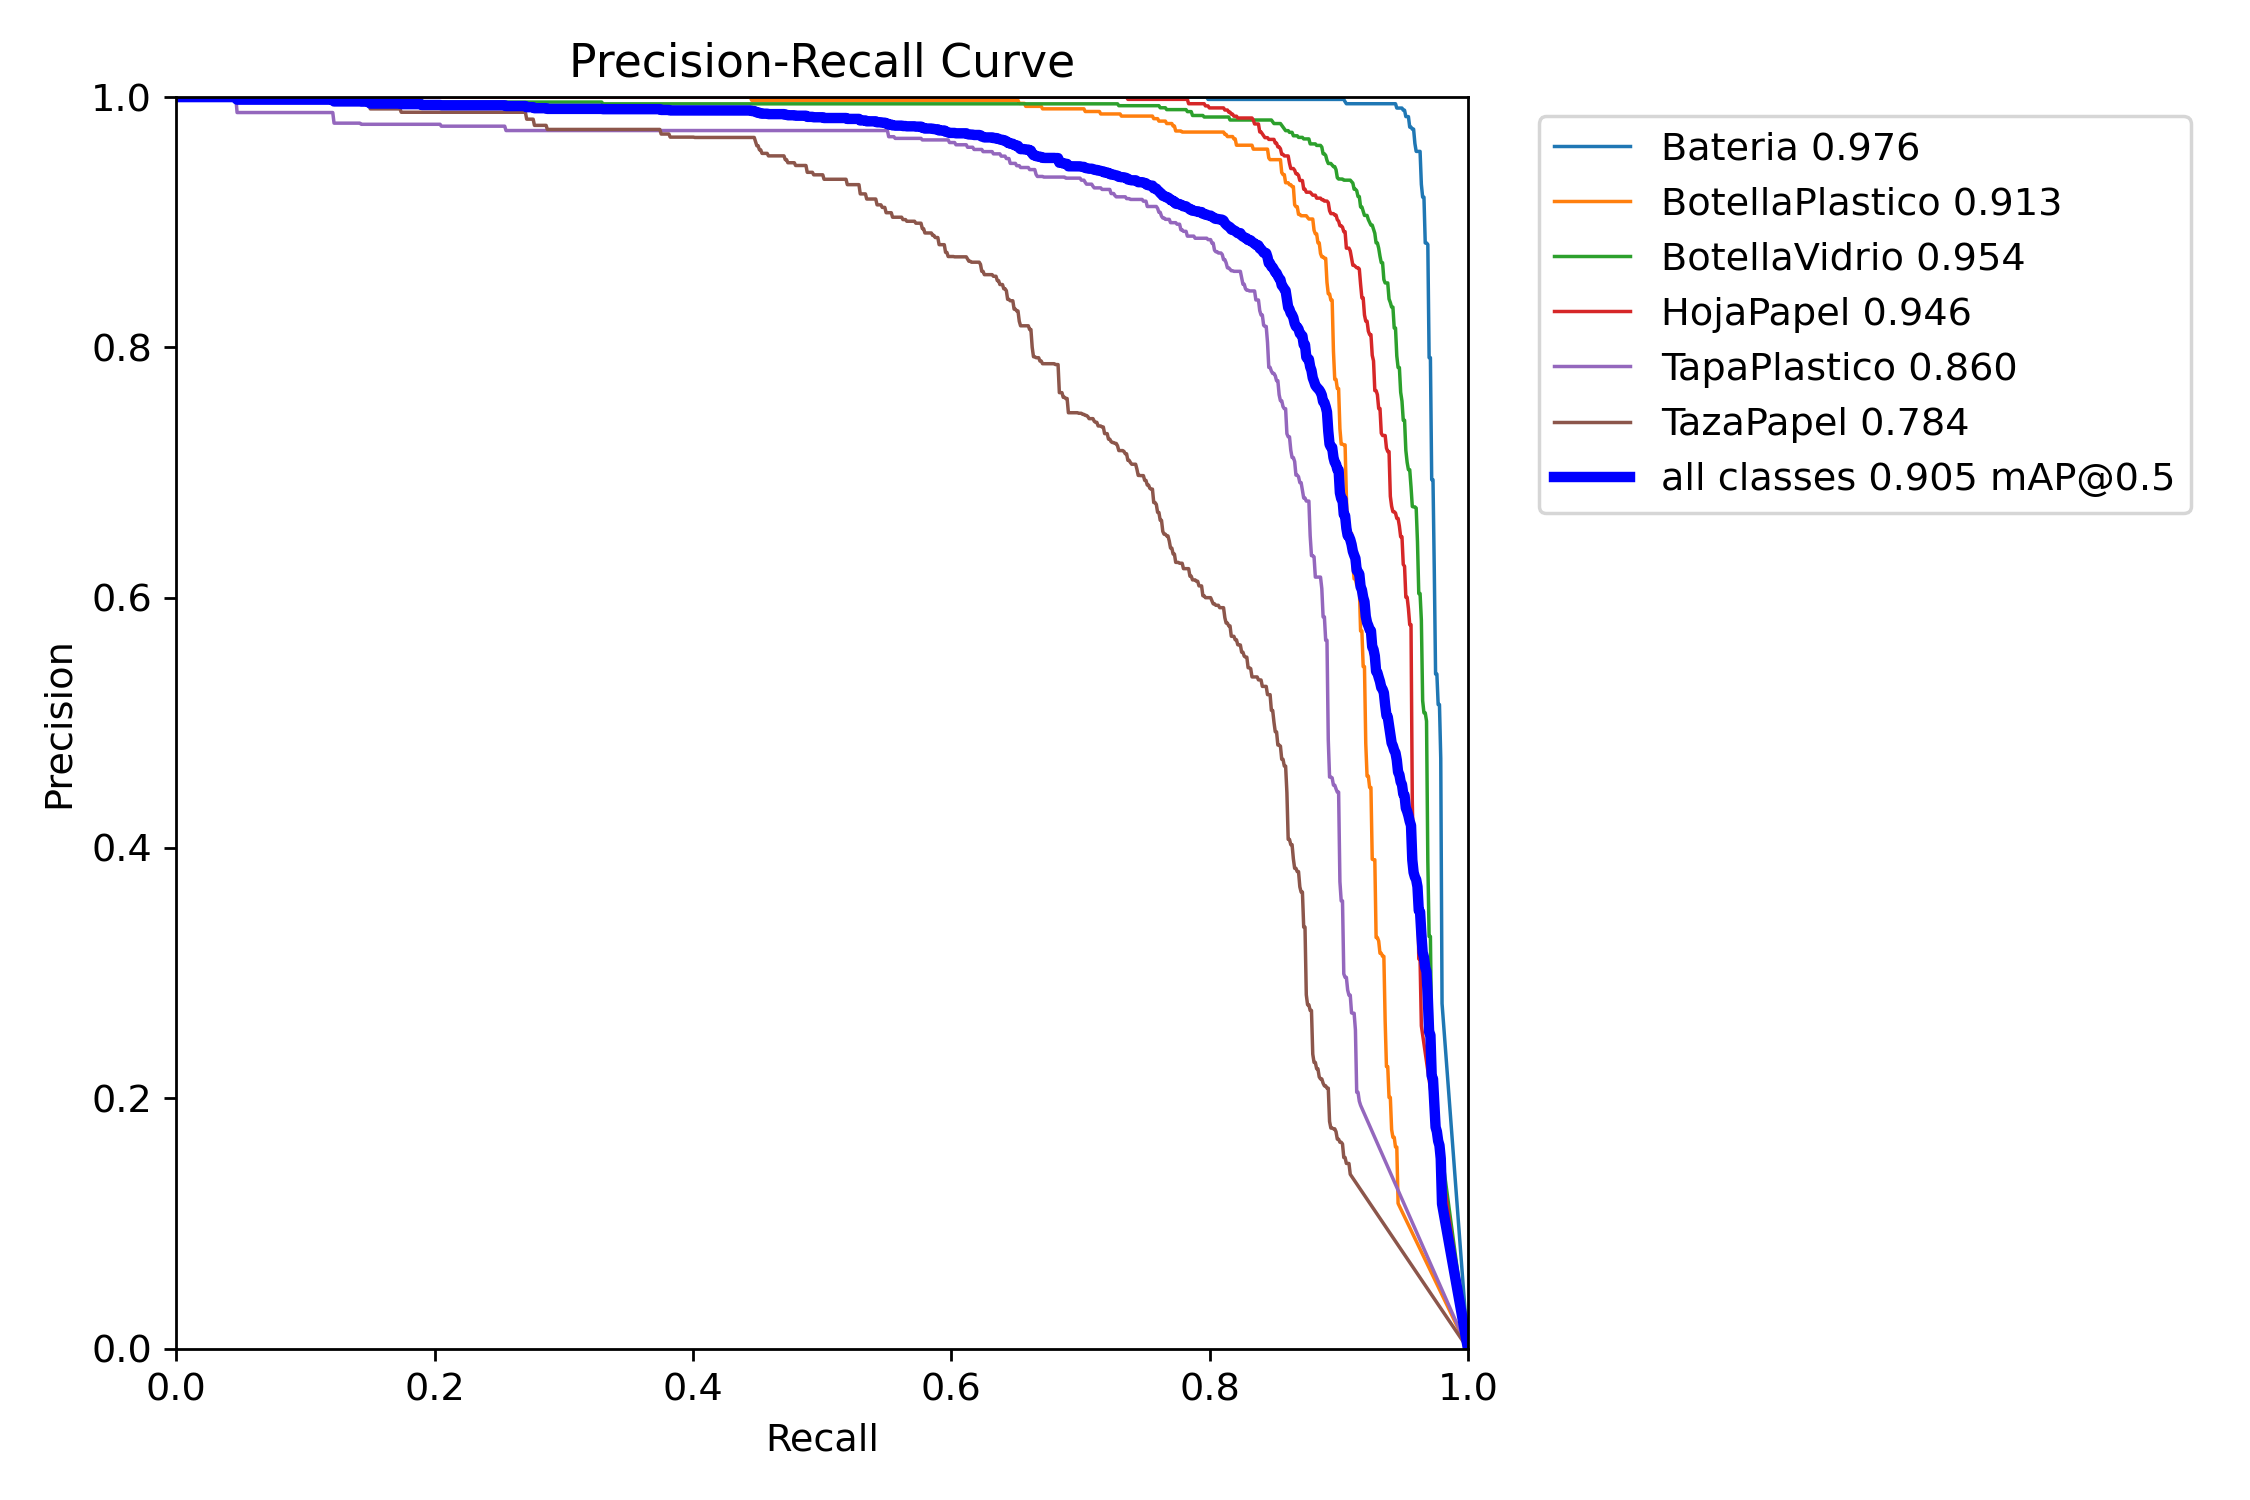 Precision-Recall Curve
1.0
0.8
0.6
0.4
0.2
0.0
Precision
0.0 0.2 0.4 0.6 0.8 1.0
Recall
Bateria 0.976
BotellaPlastico 0.913
BotellaVidrio 0.954
HojaPapel 0.946
TapaPlastico 0.860
TazaPapel 0.784
all classes 0.905 mAP@0.5